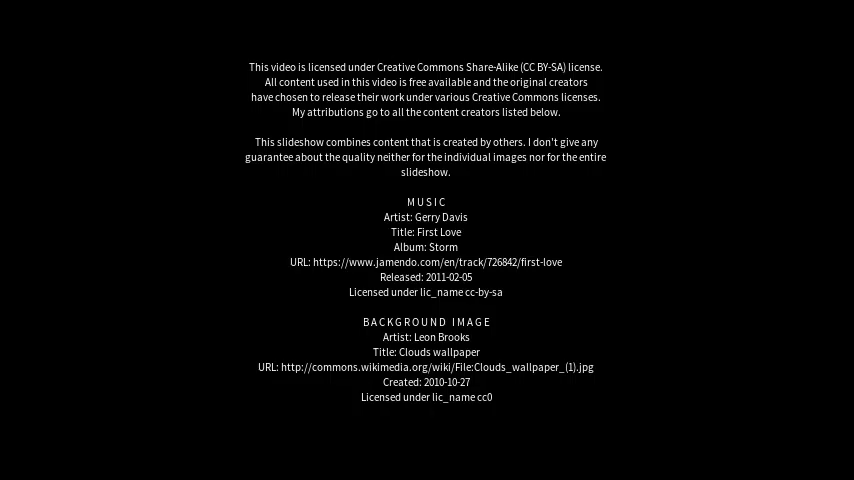 This video is licensed under Creative Commons Share-Alike (CC BY-SA) license.
All content used in this video is free available and the original creators
have chosen to release their work under various Creative Commons licenses.
My attributions go to all the content creators listed below.
This slideshow combines content that is created by others. I don't give any
guarantee about the quality neither for the individual images nor for the entire
slideshow.
MUSIC
Artist: Gerry Davis
Title: First Love
Album: Storm
URL: https://www.jamendo.com/en/track/726842/first-love
Released: 2011-02-05
Licensed under lic_name cc-by-sa
BACKGROUND IMAGE
Artist: Leon Brooks
Title: Clouds wallpaper
URL: http://commons.wikimedia.org/wiki/File:Clouds_wallpaper_(1).jpg
Created: 2010-10-27
Licensed under lic_name cc0